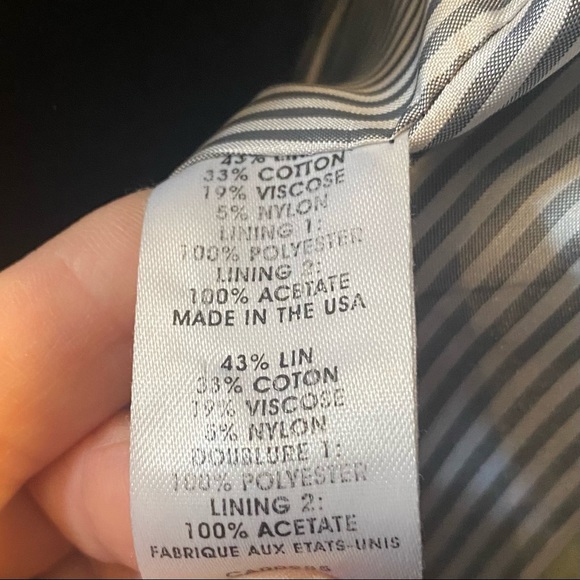 43% LIN
33% COTTON
19% VISCOSE
5% NYLON
LINING 1:
100% POLYESTER
LINING 2:
100% ACETATE
MADE IN THE USA
43% LIN
33% COTON
19% VISCOSE
5% NYLON
DOUBLURE 1:
100% POLYESTER
LINING 2:
100% ACETATE
FABRIQUE AUX ETATS-UNIS